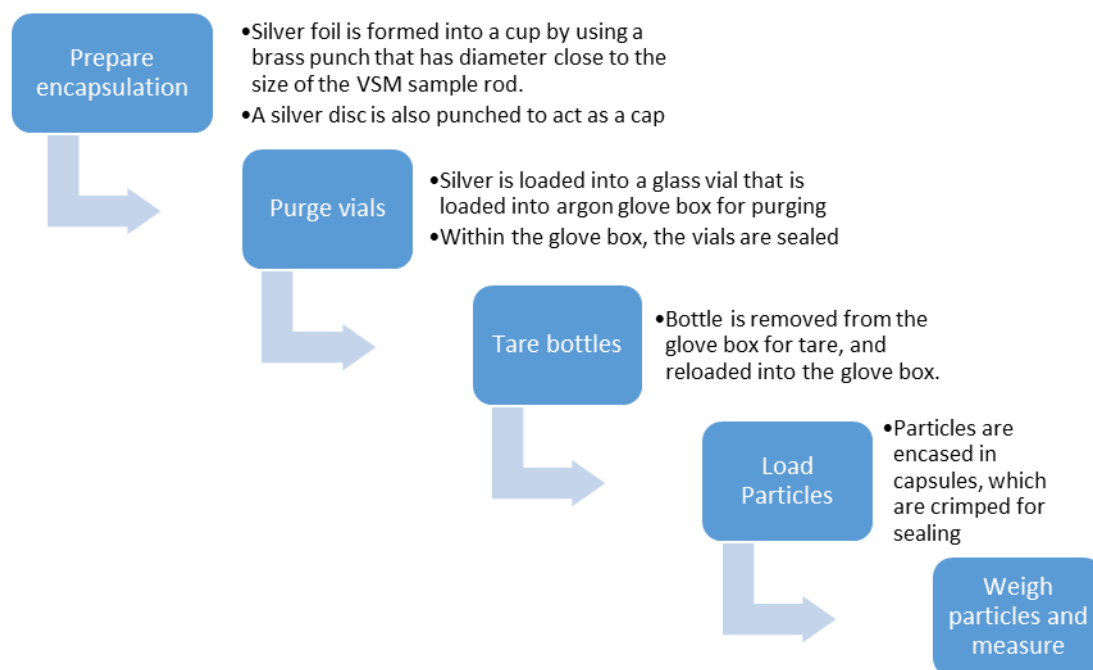 Prepare
encapsulation
•Silver foil is formed into a cup by using a
brass punch that has diameter close to the
size of the VSM sample rod.
•A silver disc is also punched to act as a cap
Purge vials
•Silver is loaded into a glass vial that is
loaded into argon glove box for purging
•Within the glove box, the vials are sealed
Tare bottles
•Bottle is removed from the
glove box for tare, and
reloaded into the glove box.
Load
Particles
•Particles are
encased in
capsules, which
are crimped for
sealing
Weigh
particles and
measure